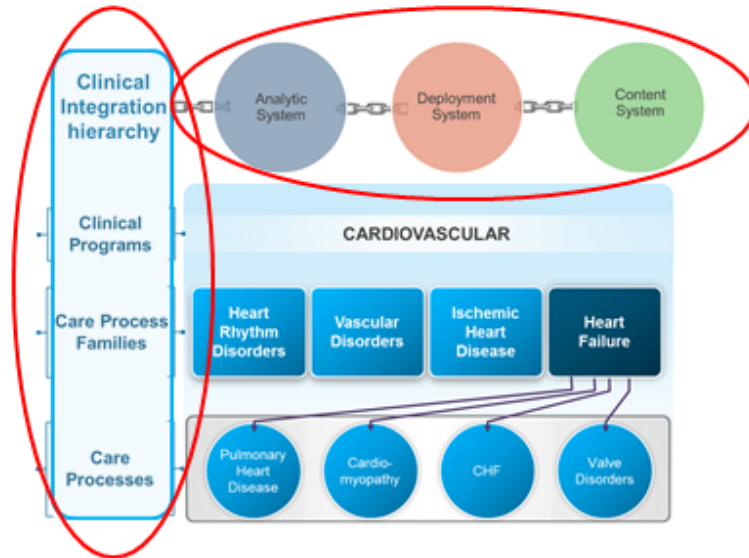 Clinical
Integration
hierarchy
Analytic
System
Deployment
System
Content
System
Clinical
Programs
CARDIOVASCULAR
Care Process
Families
Heart
Rhythm
Disorders
Vascular
Disorders
Ischemic
Heart
Disease
Heart
Failure
Care
Processes
Pulmonary
Heart
Disease
Cardio-
myopathy
CHF
Valve
Disorders